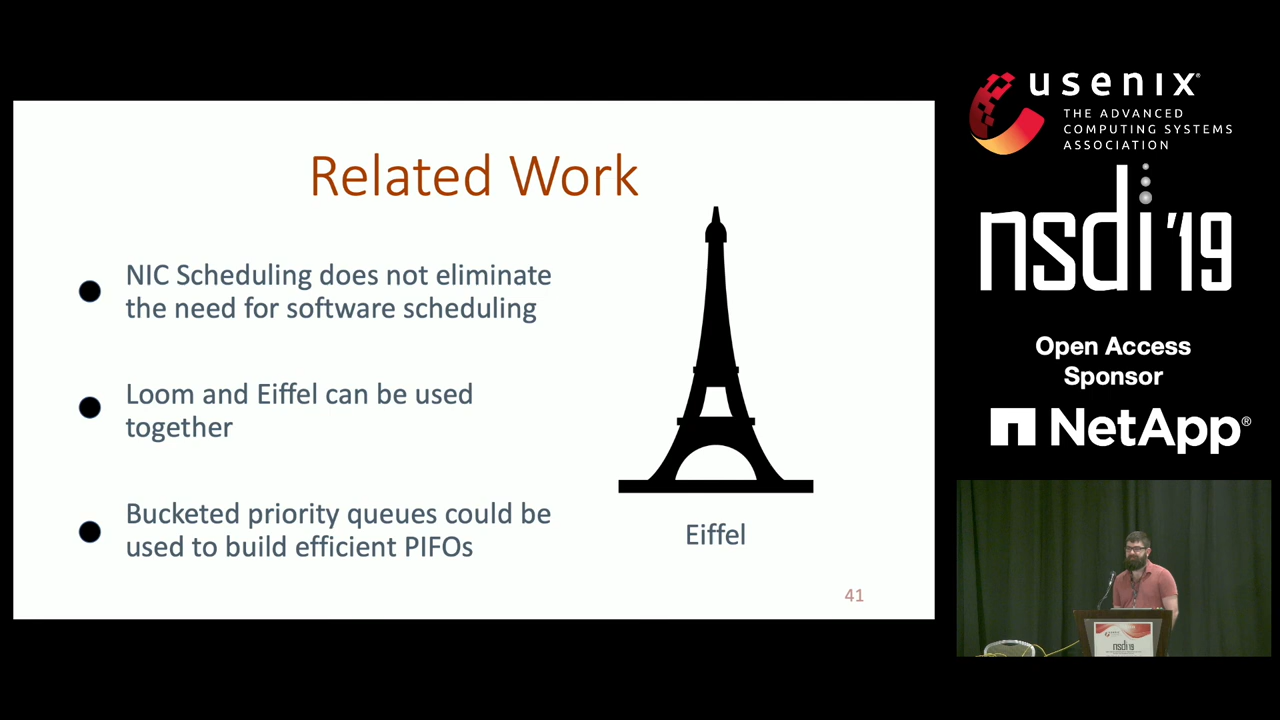 Related Work
NIC Scheduling does not eliminate
the need for software scheduling
Loom and Eiffel can be used
together
Bucketed priority queues could be
used to build efficient PIFOs
Eiffel
41
usenix®
THE ADVANCED
COMPUTING SYSTEMS
ASSOCIATION
nsdi '19
Open Access
Sponsor
NetApp®
nsdi 19